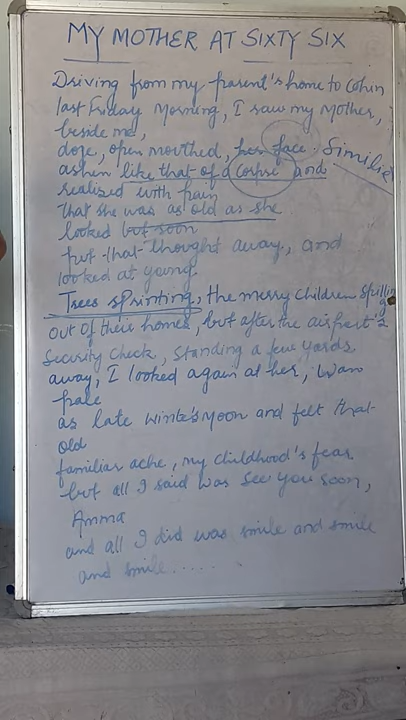 MY MOTHER AT SIXTY SIX
Driving from my parent's home to Cohin
last Friday Morning, I saw my Mother,
beside me,
doze, open mouthed, her face. Similie
ashen like that of a corpse and
realized with pain
that she was as old as she
looked but soon
put that thought away, and
looked at young
Trees sprinting, the merry children spilling
out of their homes, but after the airport's
security check, standing a few yards
away, I looked again at her, wan
pale
as late winter's moon and felt that
old
familiar ache, my childhood's fear.
but all I said was see you soon,
Amma
and all I did was smile and smile
and smile......